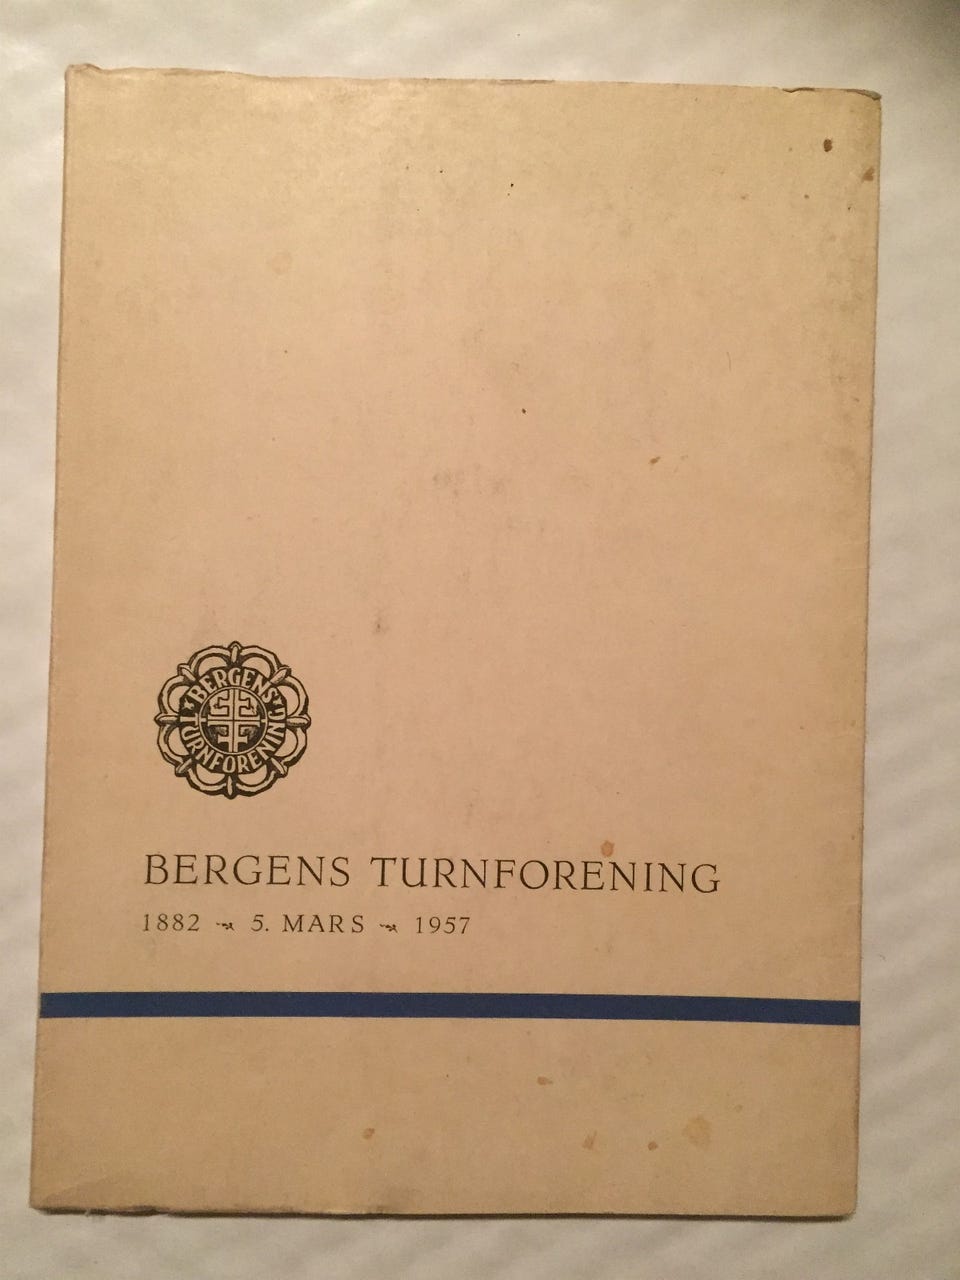 BERGENS
TURNFORENING
BERGENS TURNFORENING
1882 5. MARS 1957